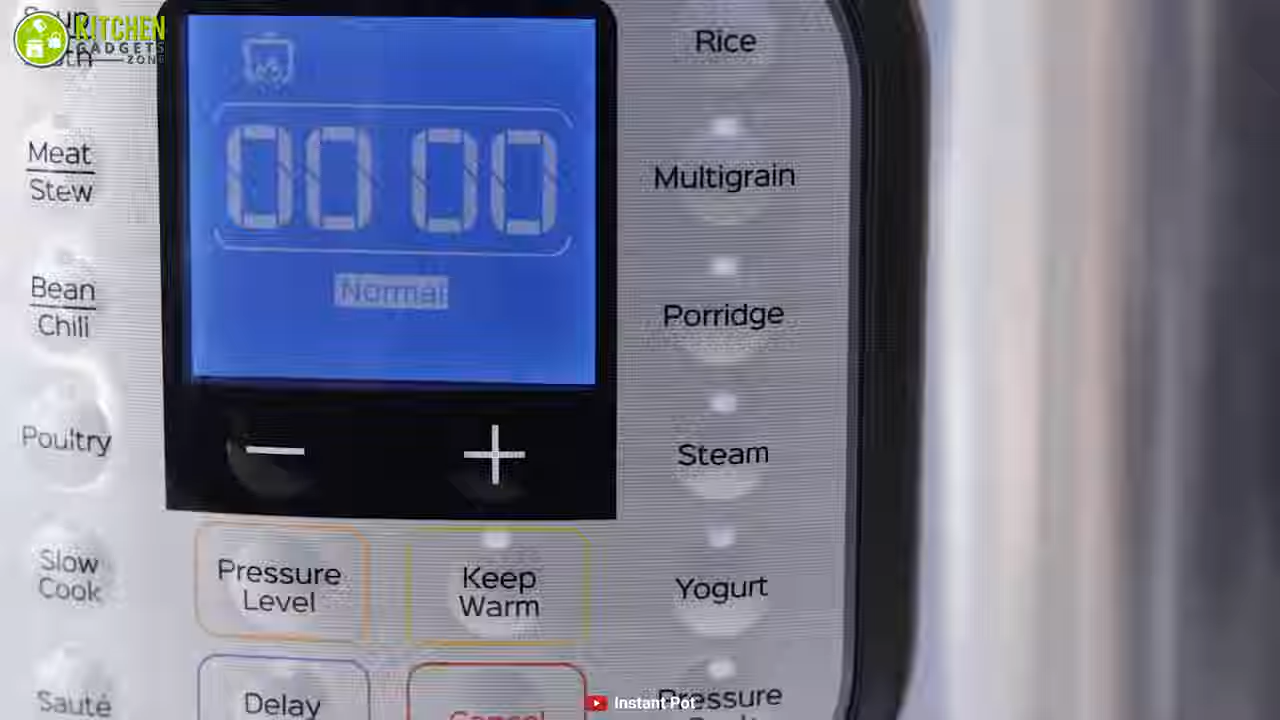 Soup
KITCHEN
GADGETS
ZONE
Meat
Stew
Bean
Chili
Poultry
Slow
Cook
Sauté
00 00
Normal
Pressure
Level
Keep
Warm
Delay
Cancel
Rice
Multigrain
Porridge
Steam
Yogurt
Pressure
Instant Pot